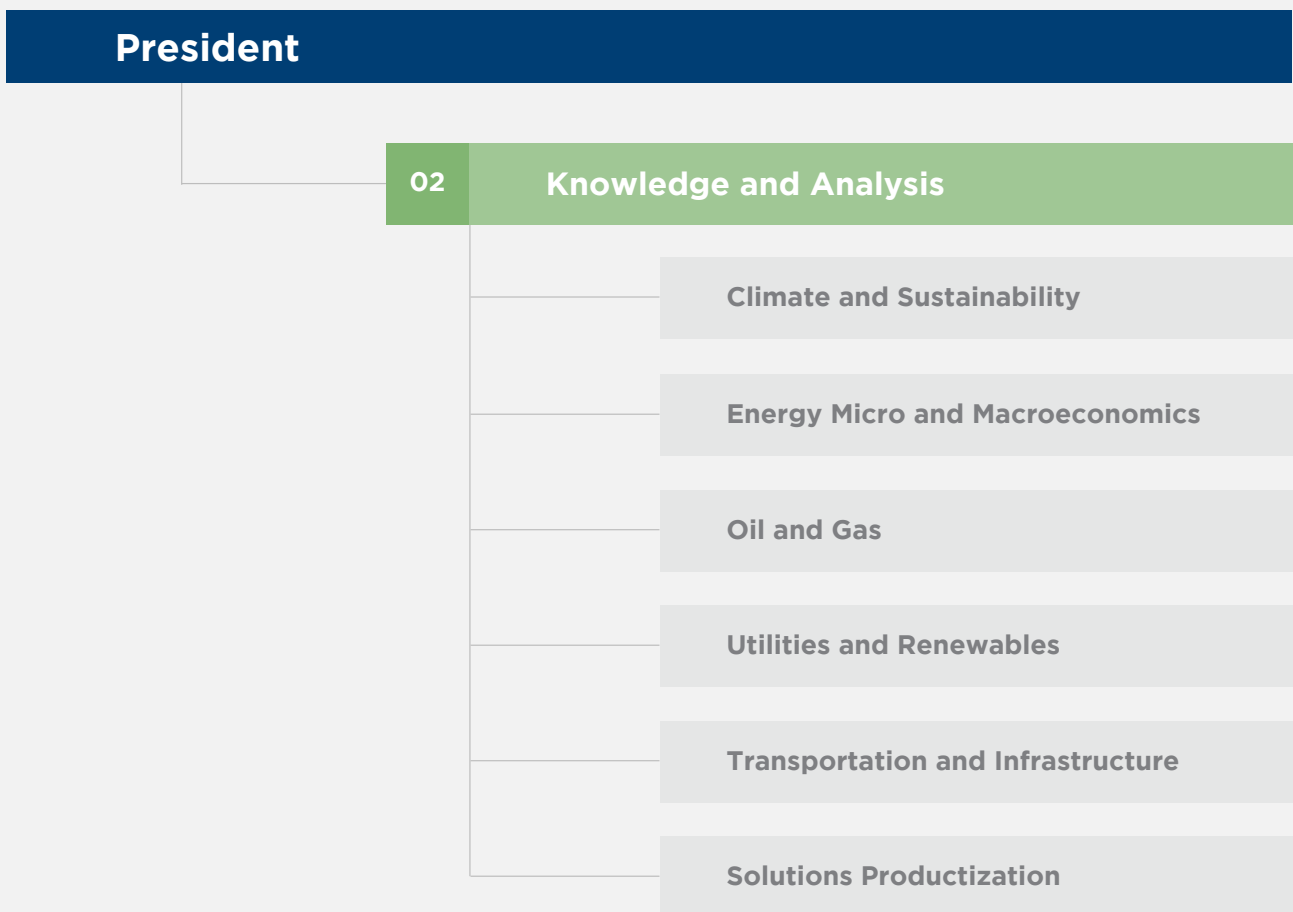 President
02 Knowledge and Analysis
Climate and Sustainability
Energy Micro and Macroeconomics
Oil and Gas
Utilities and Renewables
Transportation and Infrastructure
Solutions Productization